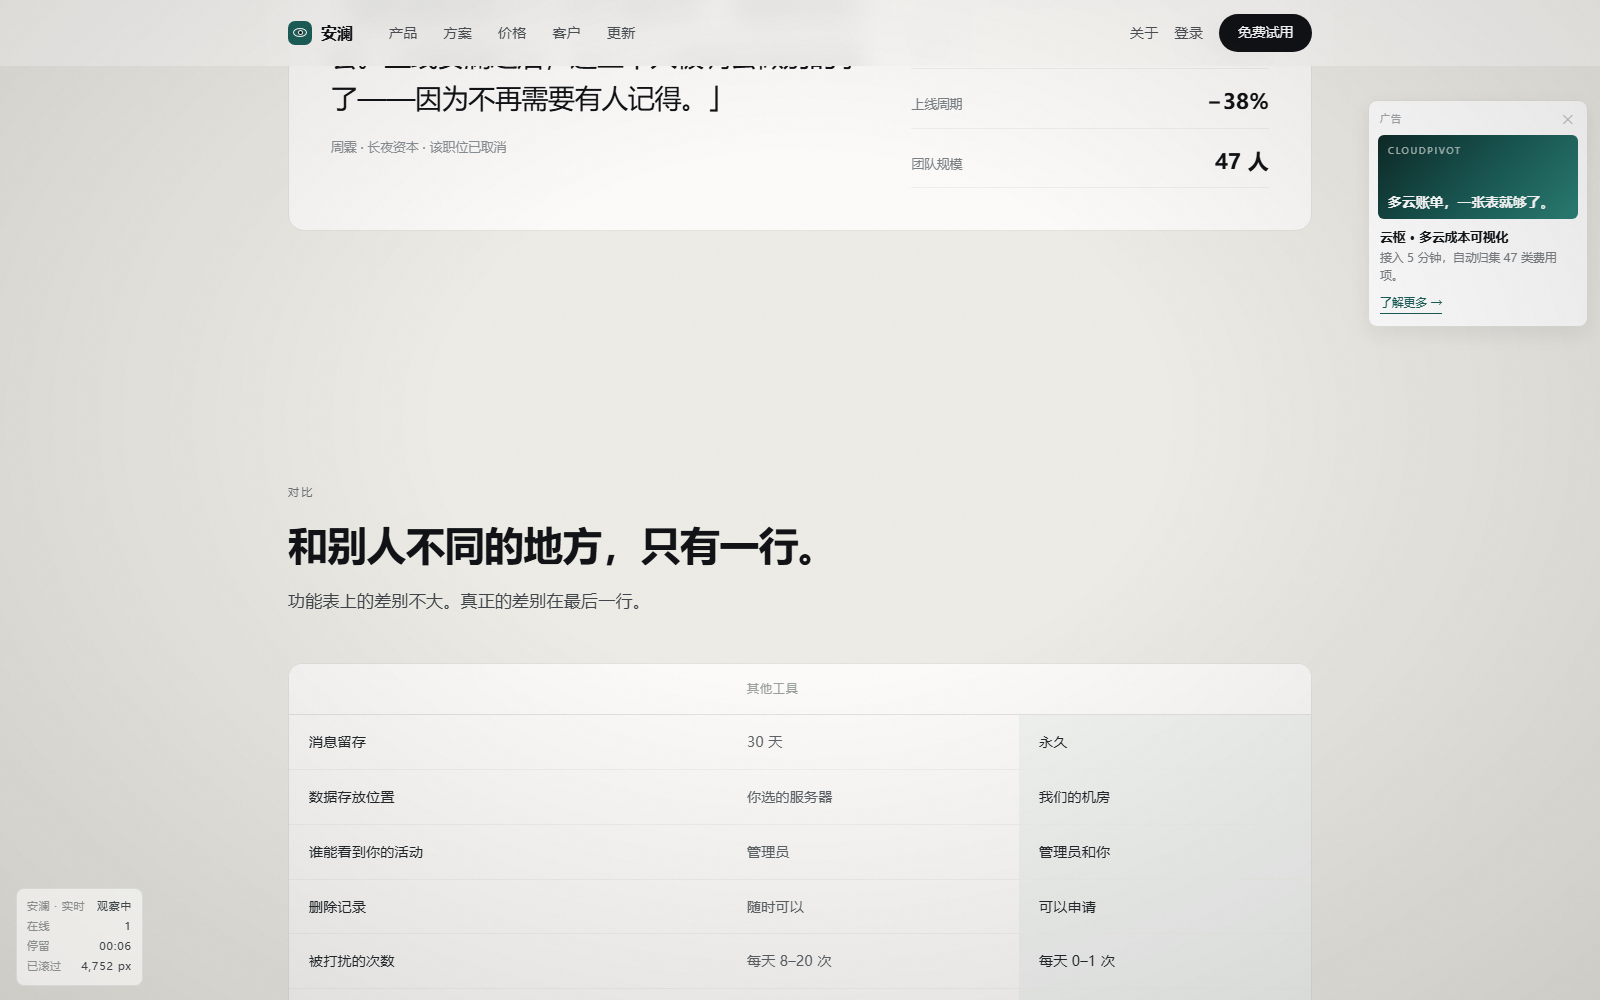 安澜
产品 方案 价格 客户 更新
关于 登录 免费试用
了——因为不再需要有人记得。」
周霖 · 长夜资本 · 该职位已取消
上线周期 −38%
团队规模 47 人
广告
CLOUDPIVOT
多云账单，一张表就够了。
云枢 • 多云成本可视化
接入 5 分钟，自动归集 47 类费用
项。
了解更多 →
对比
和别人不同的地方，只有一行。
功能表上的差别不大。真正的差别在最后一行。
其他工具
消息留存 30 天 永久
数据存放位置 你选的服务器 我们的机房
谁能看到你的活动 管理员 管理员和你
删除记录 随时可以 可以申请
被打扰的次数 每天 8–20 次 每天 0–1 次
安澜 · 实时 观察中
在线 1
停留 00:06
已滚过 4,752 px